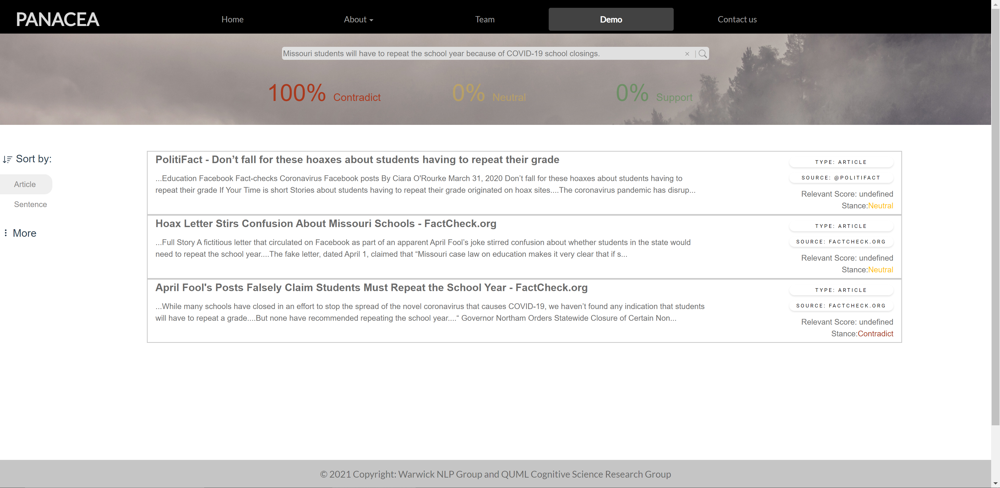 PANACEA Home About Team Demo Contact us
Missouri students will have to repeat the school year because of COVID-19 school closings. × |
100% Contradict 0% Neutral 0% Support
Sort by:
Article
Sentence
More
PolitiFact - Don’t fall for these hoaxes about students having to repeat their grade
...Education Facebook Fact-checks Coronavirus Facebook posts By Ciara O'Rourke March 31, 2020 Don’t fall for these hoaxes about students having to
repeat their grade If Your Time is short Stories about students having to repeat their grade originated on hoax sites....The coronavirus pandemic has disrup...
TYPE: ARTICLE
SOURCE: @POLITIFACT
Relevant Score: undefined
Stance:Neutral
Hoax Letter Stirs Confusion About Missouri Schools - FactCheck.org
...Full Story A fictitious letter that circulated on Facebook as part of an apparent April Fool’s joke stirred confusion about whether students in the state would
need to repeat the school year....The fake letter, dated April 1, claimed that “Missouri case law on education makes it very clear that if s...
TYPE: ARTICLE
SOURCE: FACTCHECK.ORG
Relevant Score: undefined
Stance:Neutral
April Fool's Posts Falsely Claim Students Must Repeat the School Year - FactCheck.org
...While many schools have closed in an effort to stop the spread of the novel coronavirus that causes COVID-19, we haven’t found any indication that students
will have to repeat a grade....But none have recommended repeating the school year....“ Governor Northam Orders Statewide Closure of Certain Non...
TYPE: ARTICLE
SOURCE: FACTCHECK.ORG
Relevant Score: undefined
Stance:Contradict
© 2021 Copyright: Warwick NLP Group and QUML Cognitive Science Research Group